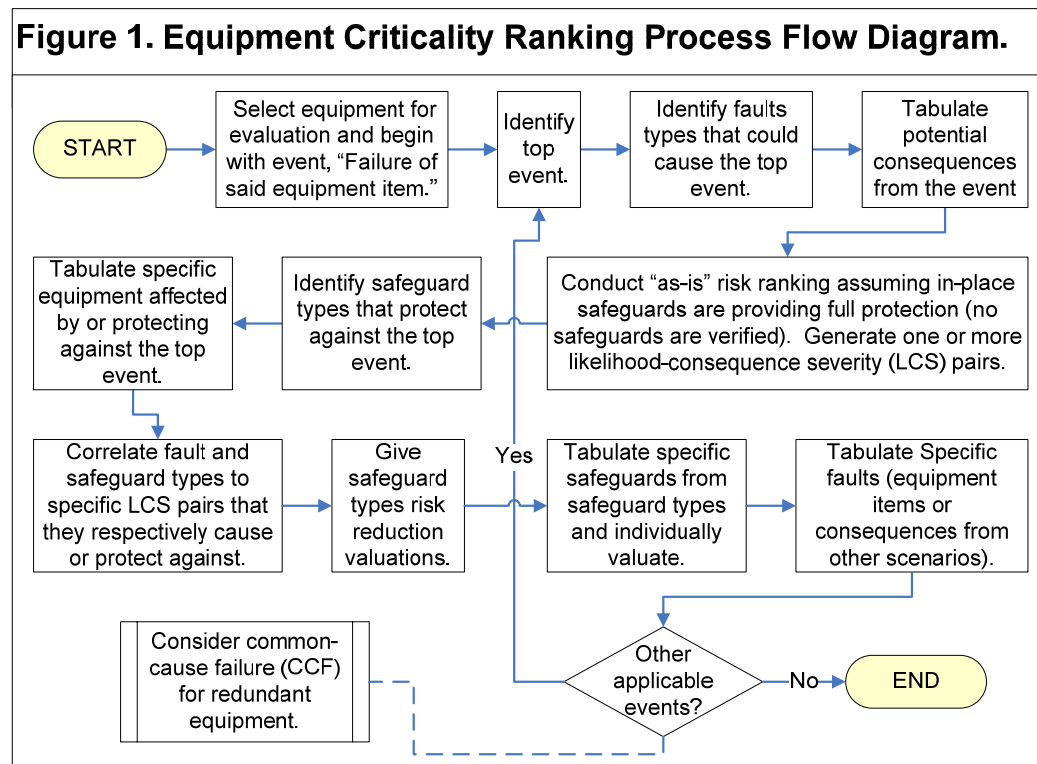 Figure 1. Equipment Criticality Ranking Process Flow Diagram.
START
Select equipment for
evaluation and begin
with event, “Failure of
said equipment item.”
Identify
top
event.
Identify faults
types that could
cause the top
event.
Tabulate
potential
consequences
from the event
Conduct “as-is” risk ranking assuming in-place
safeguards are providing full protection (no
safeguards are verified).  Generate one or more
likelihood-consequence severity (LCS) pairs.
Identify safeguard
types that protect
against the top
event.
Tabulate specific
equipment affected
by or protecting
against the top
event.
Correlate fault and
safeguard types to
specific LCS pairs that
they respectively cause
or protect against.
Give
safeguard
types risk
reduction
valuations.
Yes
Tabulate specific
safeguards from
safeguard types
and individually
valuate.
Tabulate Specific
faults (equipment
items or
consequences from
other scenarios).
Consider common-
cause failure (CCF)
for redundant
equipment.
Other
applicable
events?
No
END